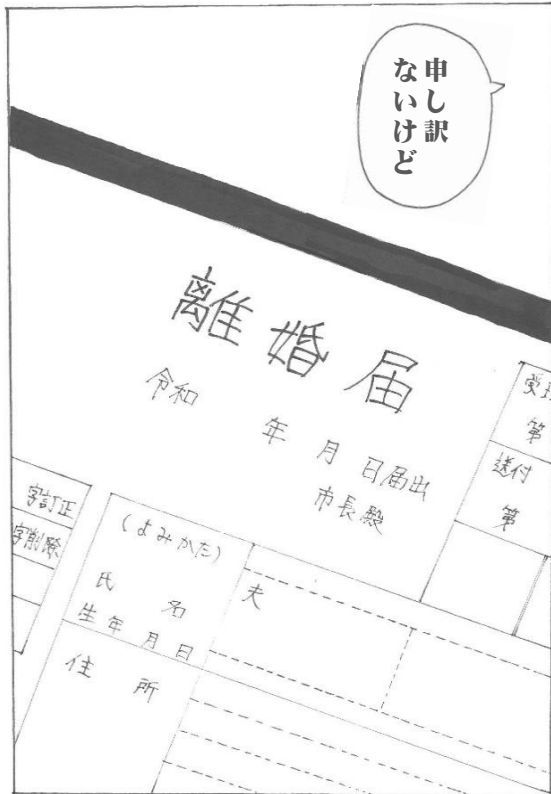 申し訳
ないけど
離婚届
令和 年 月 日届出
市長殿
受理
第
送付
第
字訂正
字削除
(よみかた)
氏 名
夫
生年月日
住 所